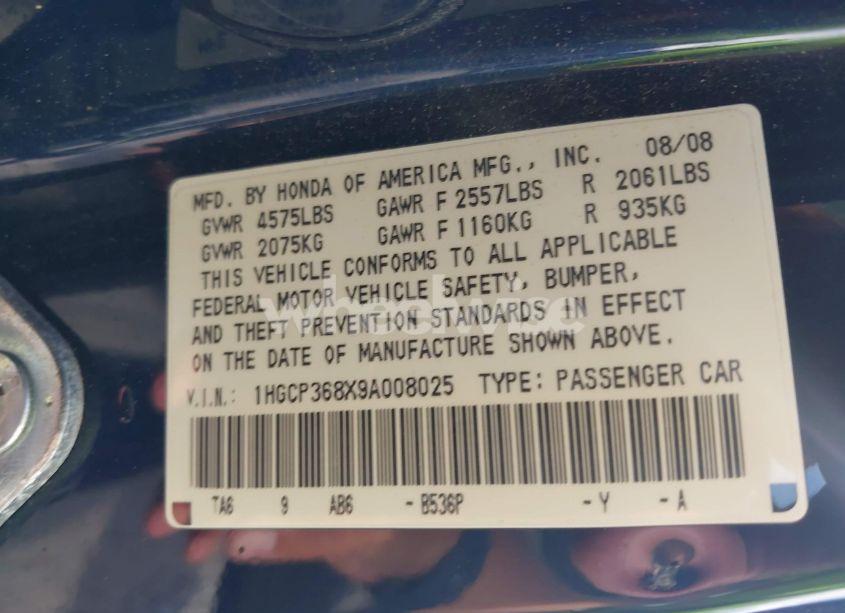 MFD. BY HONDA OF AMERICA MFG., INC. 08/08
GVWR 4575LBS GAWR F 2557LBS R 2061LBS
GVWR 2075KG GAWR F 1160KG R 935KG
THIS VEHICLE CONFORMS TO ALL APPLICABLE
FEDERAL MOTOR VEHICLE SAFETY, BUMPER,
AND THEFT PREVENTION STANDARDS IN EFFECT
ON THE DATE OF MANUFACTURE SHOWN ABOVE.
V.I.N.: 1HGCP368X9A008025 TYPE: PASSENGER CAR
TA6 9 AB6 - B536P - Y - A